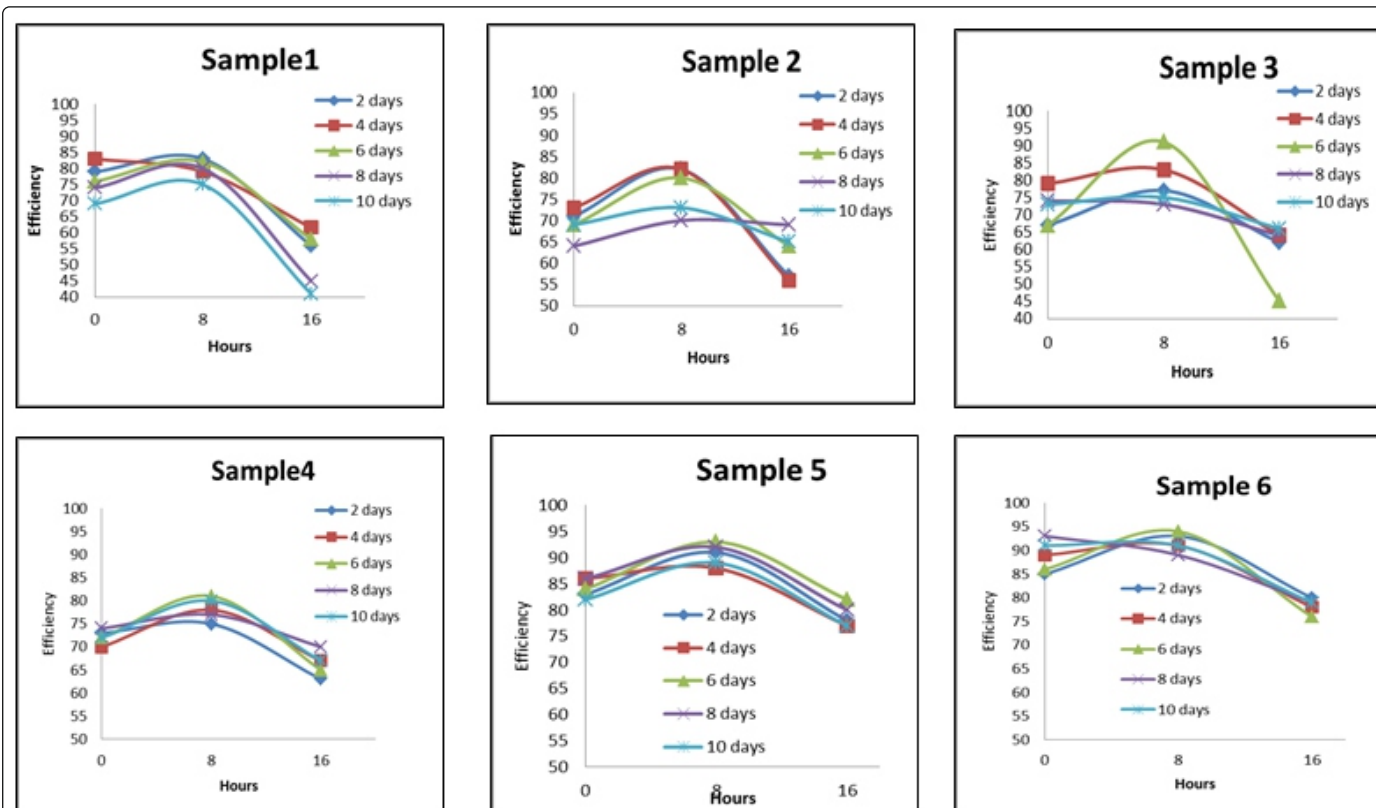 Sample1
2 days
4 days
6 days
8 days
10 days
Efficiency
100
95
90
85
80
75
70
65
60
55
50
45
40
0 8 16
Hours
Sample 2
2 days
4 days
6 days
8 days
10 days
Efficiency
100
95
90
85
80
75
70
65
60
55
50
0 8 16
Hours
Sample 3
2 days
4 days
6 days
8 days
10 days
Efficiency
100
95
90
85
80
75
70
65
60
55
50
45
40
0 8 16
Hours
Sample4
2 days
4 days
6 days
8 days
10 days
Efficiency
100
95
90
85
80
75
70
65
60
55
50
0 8 16
Hours
Sample 5
2 days
4 days
6 days
8 days
10 days
Efficiency
100
95
90
85
80
75
70
65
60
55
50
0 8 16
Hours
Sample 6
2 days
4 days
6 days
8 days
10 days
Efficiency
100
95
90
85
80
75
70
65
60
55
50
0 8 16
Hours